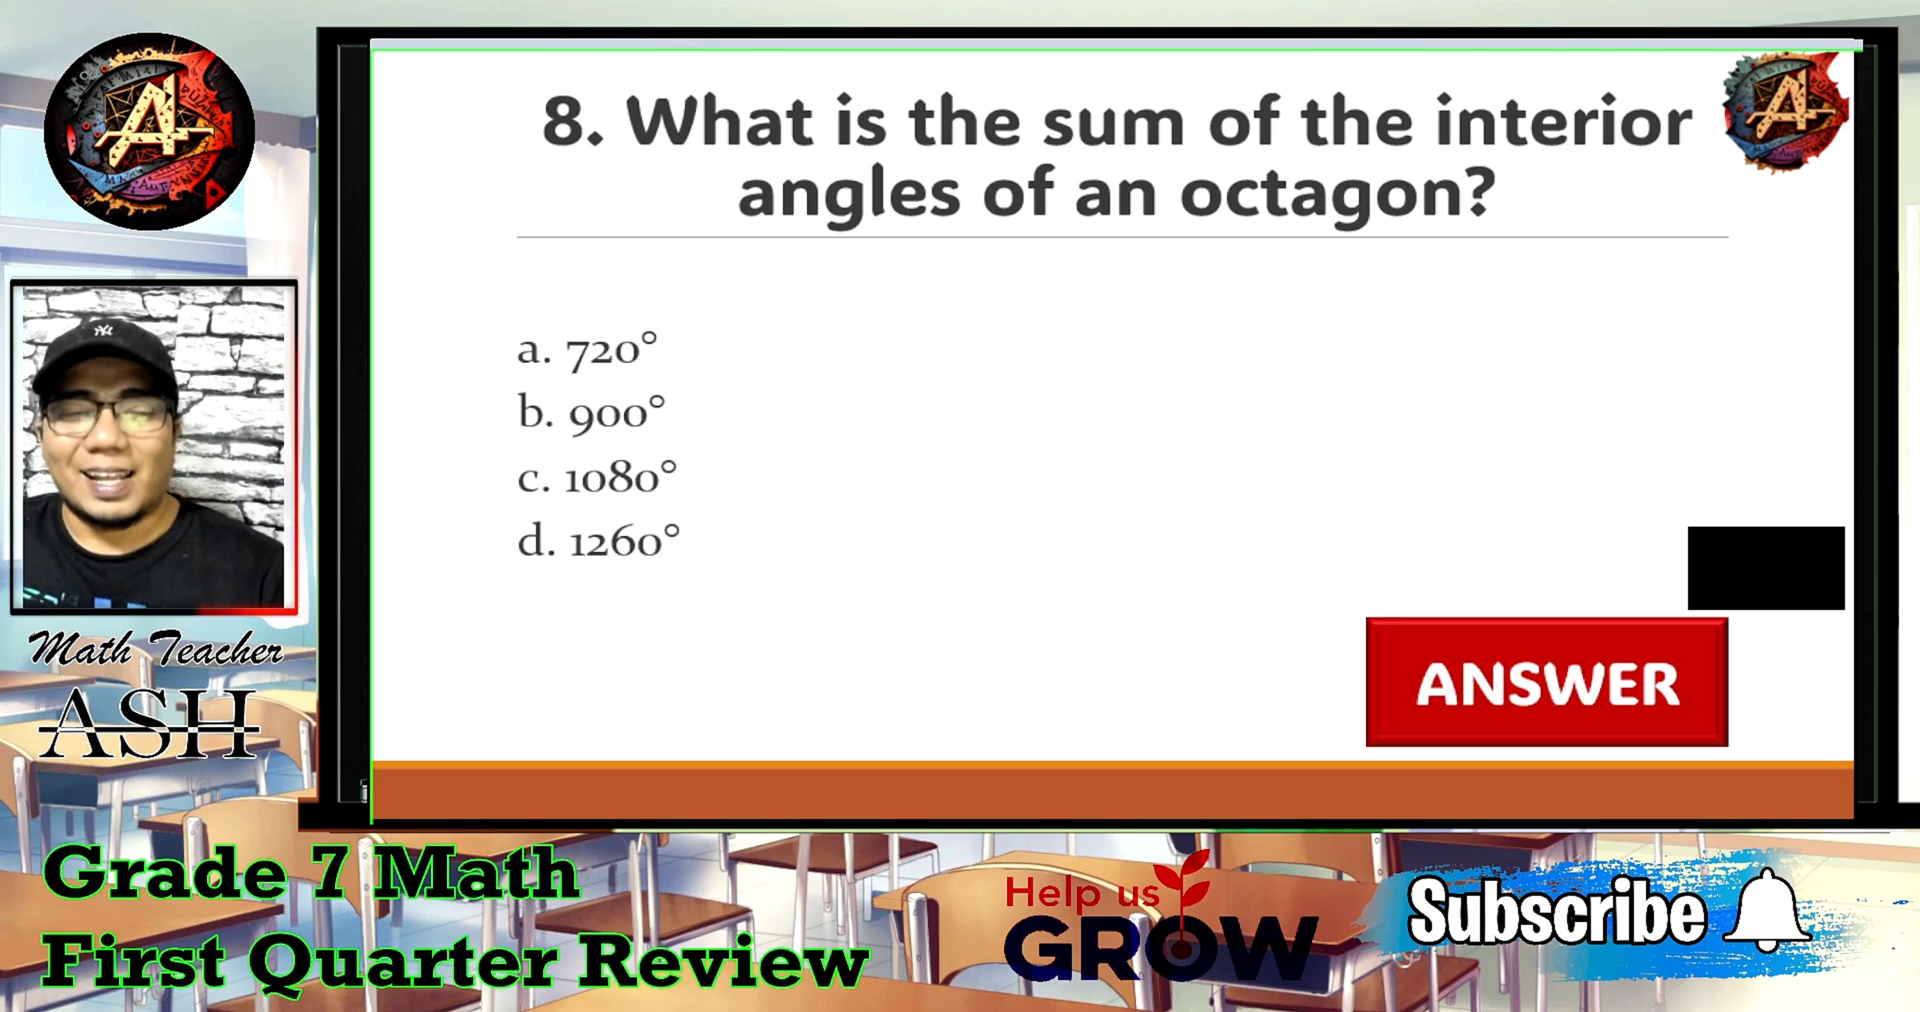 8. What is the sum of the interior
angles of an octagon?
a. 720°
b. 900°
c. 1080°
d. 1260°
ANSWER
Math Teacher
ASH
Grade 7 Math
First Quarter Review
Help us
GROW
Subscribe